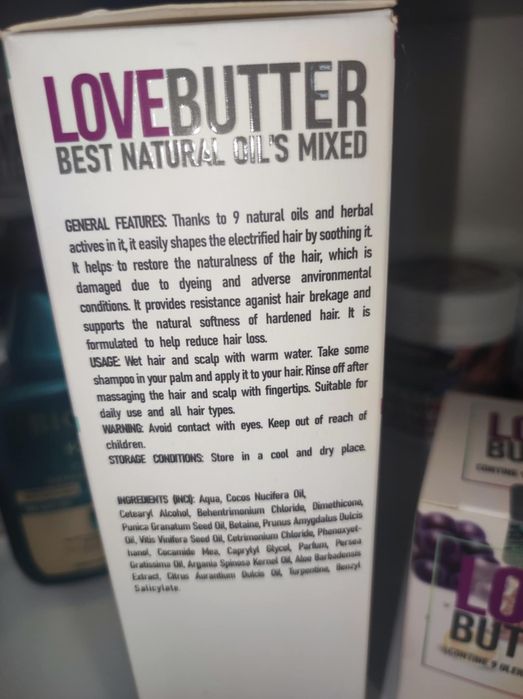 LOVEBUTTER
BEST NATURAL OIL'S MIXED
GENERAL FEATURES: Thanks to 9 natural oils and herbal
actives in it, it easily shapes the electrified hair by soothing it.
It helps to restore the naturalness of the hair, which is
damaged due to dyeing and adverse anvironmental
conditions. It provides resistance aganist hair brekage and
supports the natural softness of hardened hair. It is
formulated to help reduce hair loss.
USAGE: Wet hair and scalp with warm water. Take some
shampoo in your palm and apply it to your hair. Rinse off after
massaging the hair and scalp with fingertips. Suitable for
daily use and all hair types.
WARNING: Avoid contact with eyes. Keep out of reach of
children.
STORAGE CONDITIONS: Store in a cool and dry place.
INGREDIENTS (INCI): Aqua, Cocos Nucifera Oil,
Cetearyl Alcohol, Behentrimonium Chloride, Dimethicone,
Punica Granatum Seed Oil, Betaine, Prunus Amygdalus Dulcis
Oil, Vitis Vinifera Seed Oil, Cetrimonium Chloride, Phenoxyet-
hanol, Cocamide Mea, Caprylyl Glycol, Parfum, Persea
Gratissima Oil, Argania Spinosa Kernel Oil, Aloe Barbadensis
Extract, Citrus Aurantium Dulcis Oil, Turpentine, Benzyl
Salicylate.
LO
BU
LO
BUT